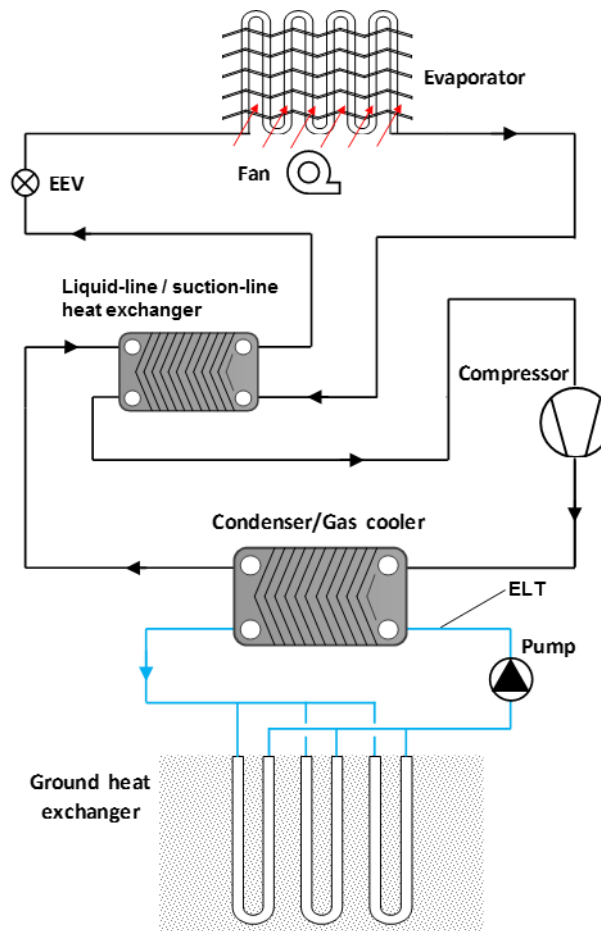 Evaporator
Fan
EEV
Liquid-line / suction-line
heat exchanger
Compressor
Condenser/Gas cooler
ELT
Pump
Ground heat
exchanger